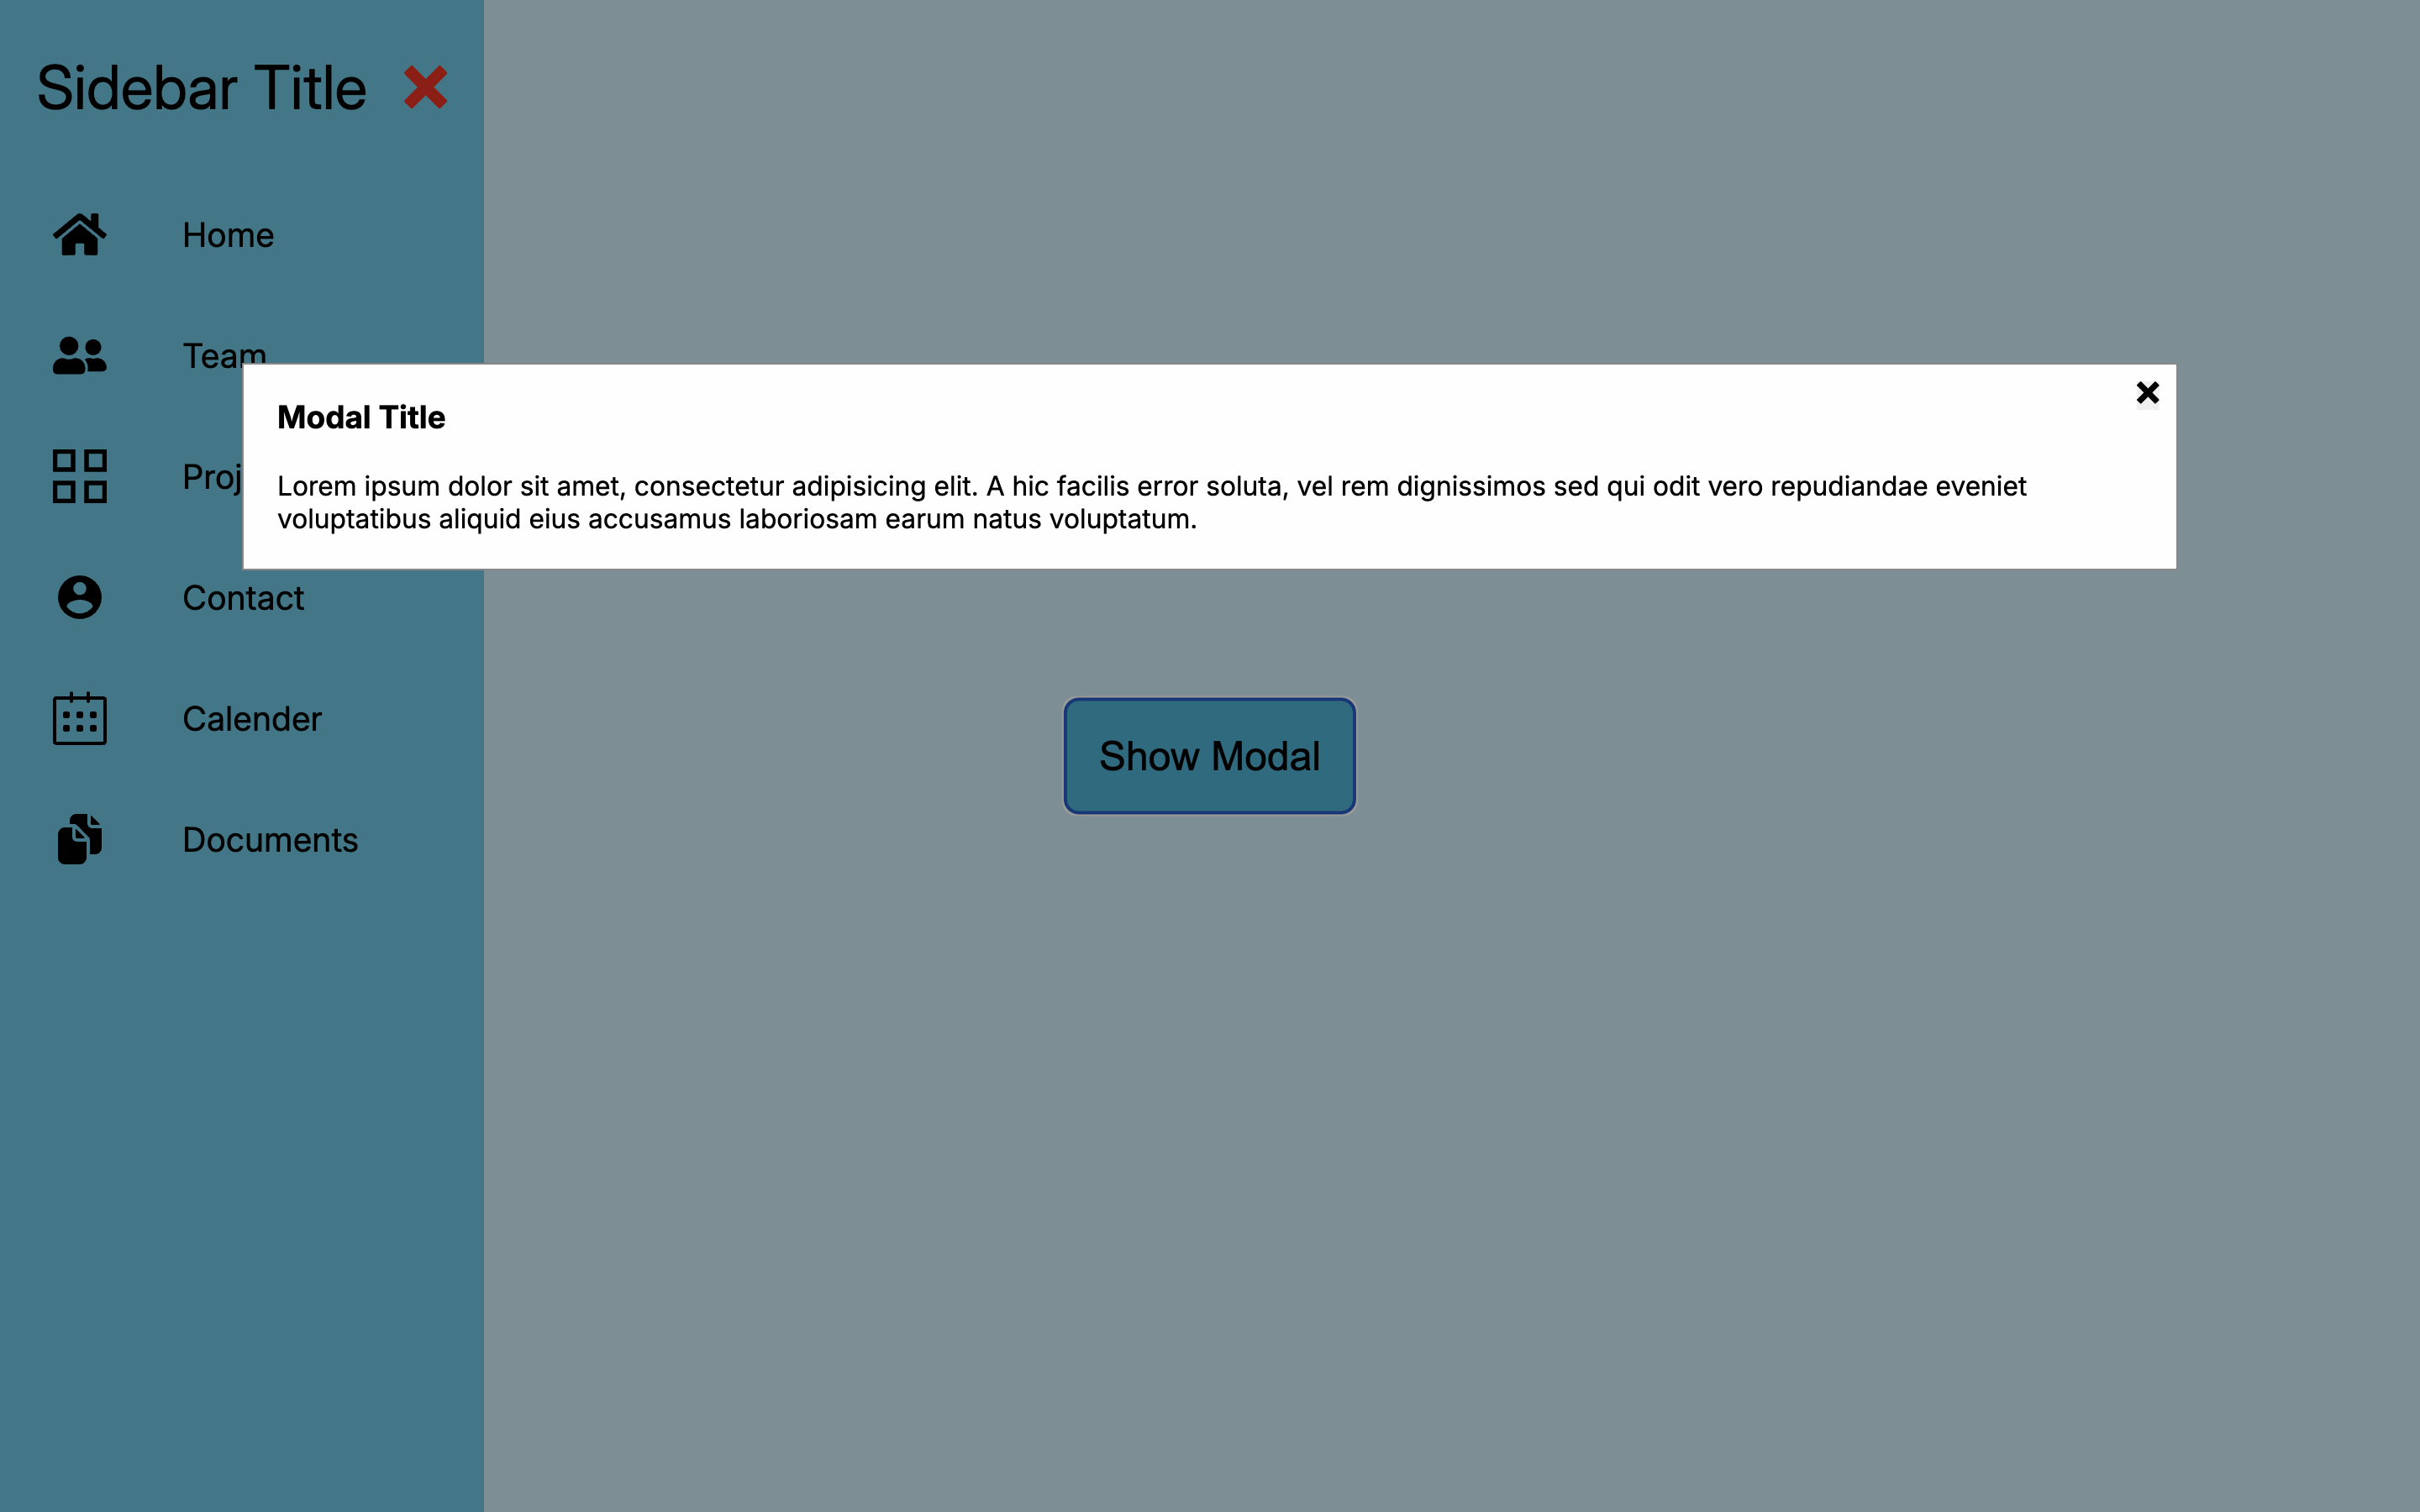 Sidebar Title
Home
Team
Modal Title
Lorem ipsum dolor sit amet, consectetur adipisicing elit. A hic facilis error soluta, vel rem dignissimos sed qui odit vero repudiandae eveniet
voluptatibus aliquid eius accusamus laboriosam earum natus voluptatum.
Proj
Contact
Calender
Show Modal
Documents